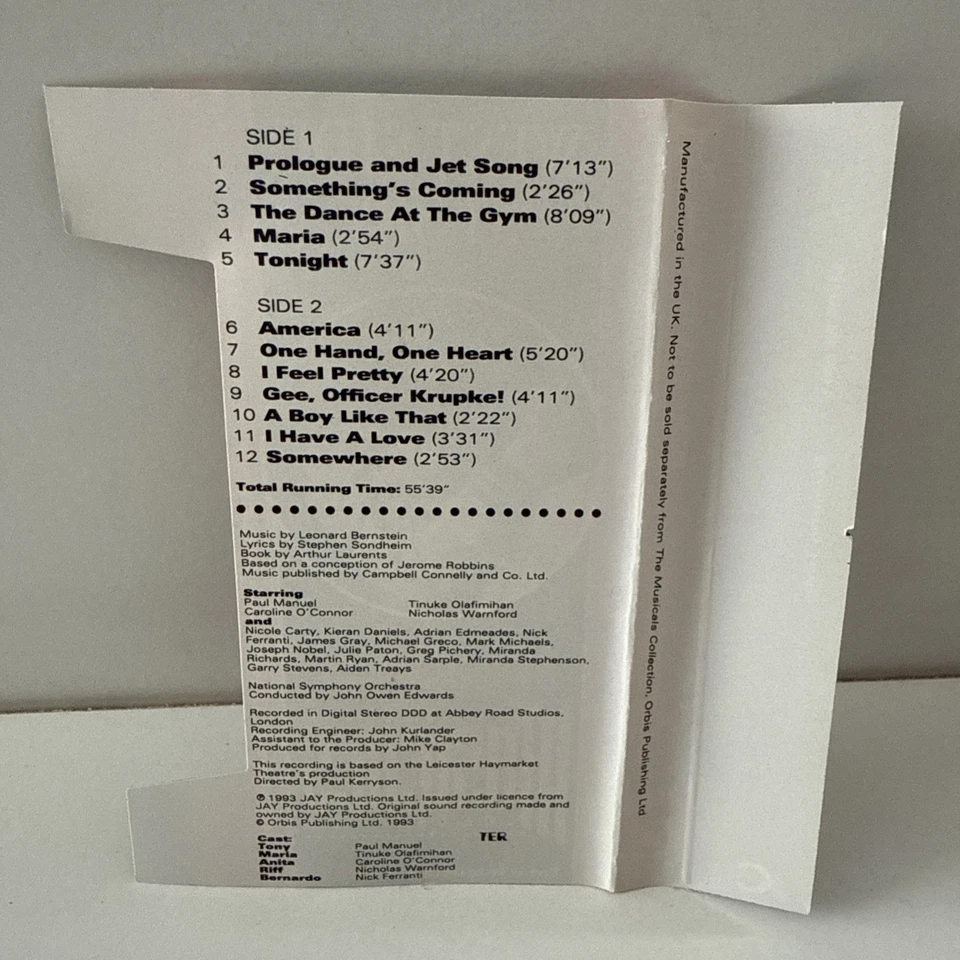 SIDE 1
1 Prologue and Jet Song (7'13")
2 Something's Coming (2'26")
3 The Dance At The Gym (8'09")
4 Maria (2'54")
5 Tonight (7'37")
SIDE 2
6 America (4'11")
7 One Hand, One Heart (5'20")
8 I Feel Pretty (4'20")
9 Gee, Officer Krupke! (4'11")
10 A Boy Like That (2'22")
11 I Have A Love (3'31")
12 Somewhere (2'53")
Total Running Time: 55'39"
Music by Leonard Bernstein
Lyrics by Stephen Sondheim
Book by Arthur Laurents
Based on a conception of Jerome Robbins
Music published by Campbell Connelly and Co. Ltd.
Starring
Paul Manuel Tinuke Olafimihan
Caroline O'Connor Nicholas Warnford
and
Nicole Carty, Kieran Daniels, Adrian Edmeades, Nick
Ferranti, James Gray, Michael Greco, Mark Michaels,
Joseph Nobel, Julie Paton, Greg Pichery, Miranda
Richards, Martin Ryan, Adrian Sarple, Miranda Stephenson,
Garry Stevens, Aiden Treays
National Symphony Orchestra
Conducted by John Owen Edwards
Recorded in Digital Stereo DDD at Abbey Road Studios,
London
Recording Engineer: John Kurlander
Assistant to the Producer: Mike Clayton
Produced for records by John Yap
This recording is based on the Leicester Haymarket
Theatre's production
Directed by Paul Kerryson.
℗ 1993 JAY Productions Ltd. Issued under licence from
JAY Productions Ltd. Original sound recording made and
owned by JAY Productions Ltd.
© Orbis Publishing Ltd. 1993
TER
Cast:
Tony Paul Manuel
Maria Tinuke Olafimihan
Anita Caroline O'Connor
Riff Nicholas Warnford
Bernardo Nick Ferranti
Manufactured in the UK. Not to be sold separately from The Musicals Collection. Orbis Publishing Ltd